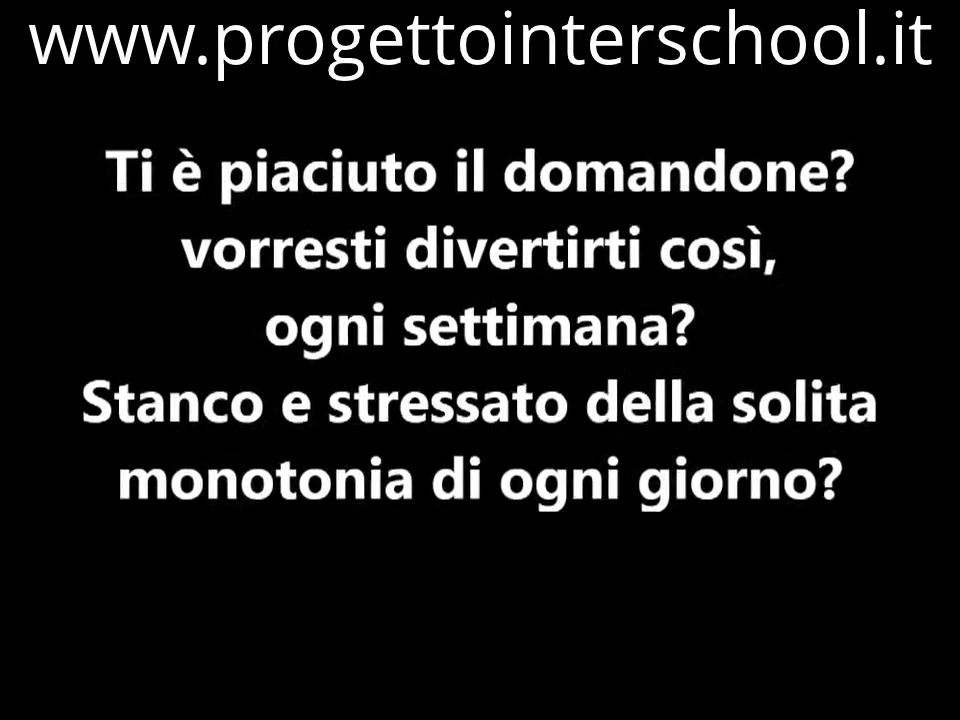 www.progettointerschool.it
Ti è piaciuto il domandone?
vorresti divertirti così,
ogni settimana?
Stanco e stressato della solita
monotonia di ogni giorno?